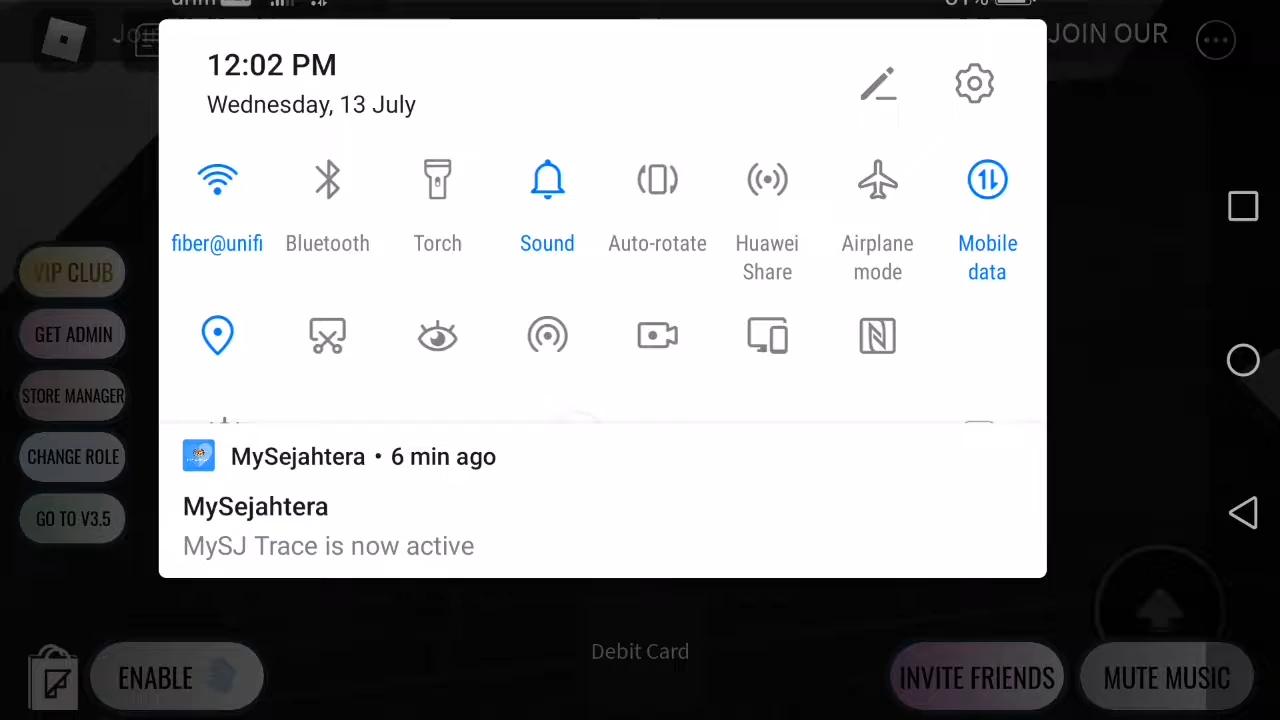 JOIN OUR
12:02 PM
Wednesday, 13 July
fiber@unifi
Bluetooth
Torch
Sound
Auto-rotate
Huawei
Share
Airplane
mode
Mobile
data
VIP CLUB
GET ADMIN
STORE MANAGER
CHANGE ROLE
GO TO V3.5
MySejahtera • 6 min ago
MySejahtera
MySJ Trace is now active
Debit Card
ENABLE
INVITE FRIENDS
MUTE MUSIC